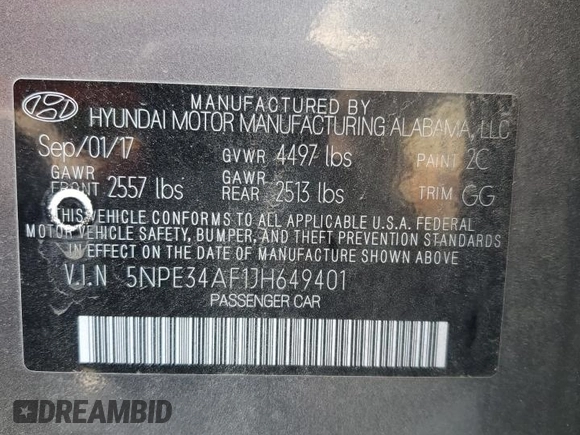 MANUFACTURED BY
HYUNDAI MOTOR MANUFACTURING ALABAMA, LLC
Sep/01/17 GVWR 4497 lbs PAINT 2C
GAWR FRONT 2557 lbs GAWR REAR 2513 lbs TRIM GG
THIS VEHICLE CONFORMS TO ALL APPLICABLE U.S.A. FEDERAL
MOTOR VEHICLE SAFETY, BUMPER, AND THEFT PREVENTION STANDARDS
IN EFFECT ON THE DATE OF MANUFACTURE SHOWN ABOVE
V.I.N 5NPE34AF1JH649401
PASSENGER CAR
DREAMBID